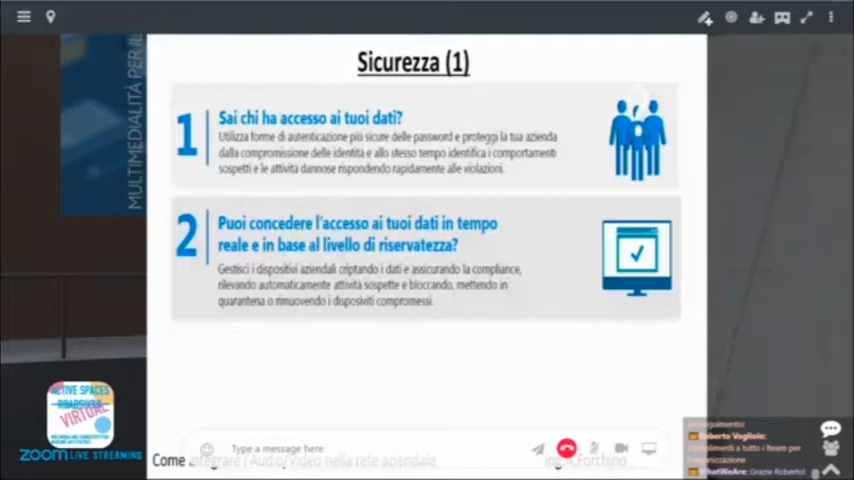 MULTIMEDIALITÀ PER IL
Sicurezza (1)
1
Sai chi ha accesso ai tuoi dati?
Utilizza forme di autenticazione più sicure delle password e proteggi la tua azienda
dalla compromissione delle identità e allo stesso tempo identifica i comportamenti
sospetti e le attività dannose rispondendo rapidamente alle violazioni.
2
Puoi concedere l'accesso ai tuoi dati in tempo
reale e in base al livello di riservatezza?
Gestisci i dispositivi aziendali criptando i dati e assicurando la compliance,
rilevando automaticamente attività sospette e bloccando, mettendo in
quarantena o rimuovendo i disposiviti compromessi.
ACTIVE SPACES
ROADSHOW
VIRTUAL
zoom LIVE STREAMING
Type a message here
Come integrare | Audio/Video nella rete aziendale
Ing. A.Forchino
Roberto Vogliolo:
complimenti a tutto i lteam per
WhatWeAre: Grazie Roberto!